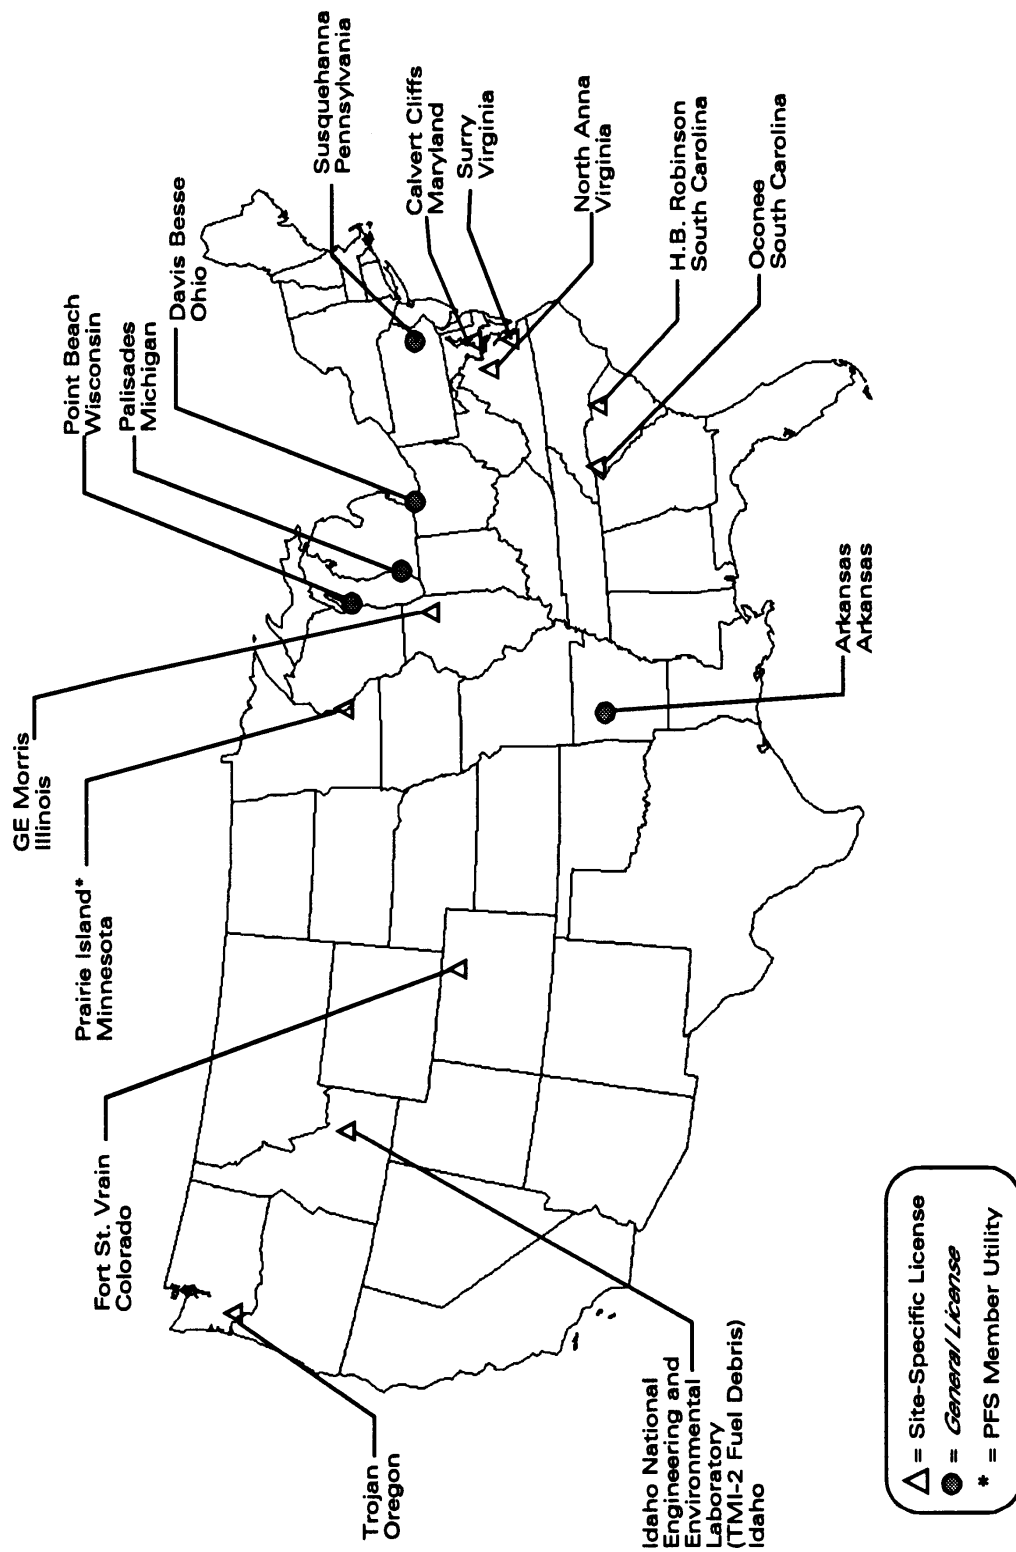 Trojan
Oregon
Fort St. Vrain
Colorado
Prairie Island*
Minnesota
GE Morris
Illinois
Point Beach
Wisconsin
Palisades
Michigan
Davis Besse
Ohio
Susquehanna
Pennsylvania
Calvert Cliffs
Maryland
Surry
Virginia
North Anna
Virginia
H.B. Robinson
South Carolina
Oconee
South Carolina
Arkansas
Arkansas
Idaho National
Engineering and
Environmental
Laboratory
(TMI-2 Fuel Debris)
Idaho
= Site-Specific License
= General License
* = PFS Member Utility